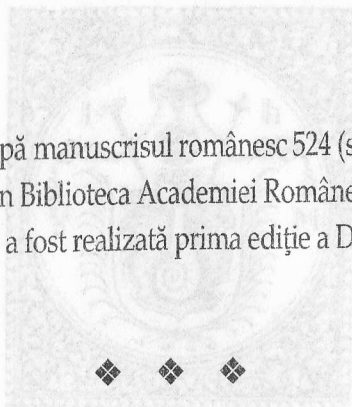 pă manuscrisul românesc 524 (s
n Biblioteca Academiei Române
a fost realizată prima ediție a D